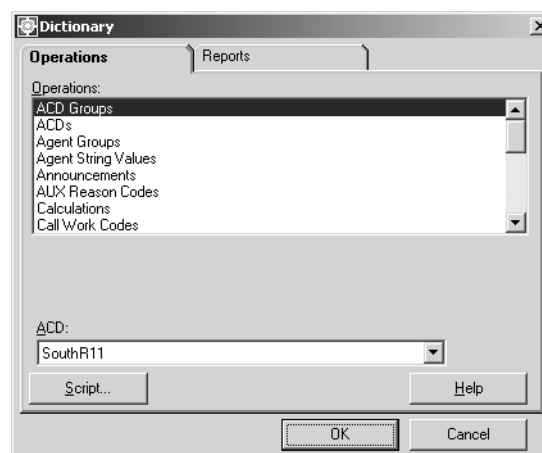 Dictionary
Operations
Reports
Operations:
ACD Groups
ACDs
Agent Groups
Agent String Values
Announcements
AUX Reason Codes
Calculations
Call Work Codes
ACD:
SouthR11
Script...
Help
OK
Cancel